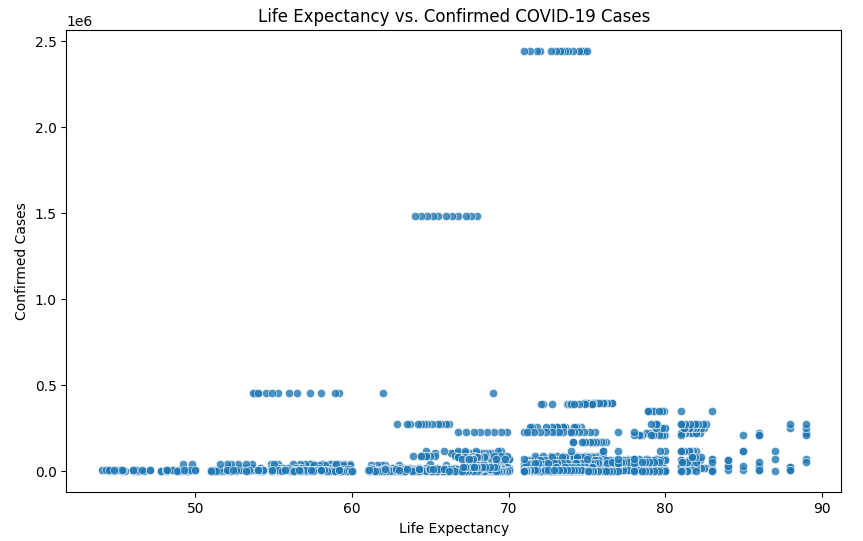 Life Expectancy vs. Confirmed COVID-19 Cases
1e6
2.5
2.0
1.5
1.0
0.5
0.0
Confirmed Cases
50 60 70 80 90
Life Expectancy